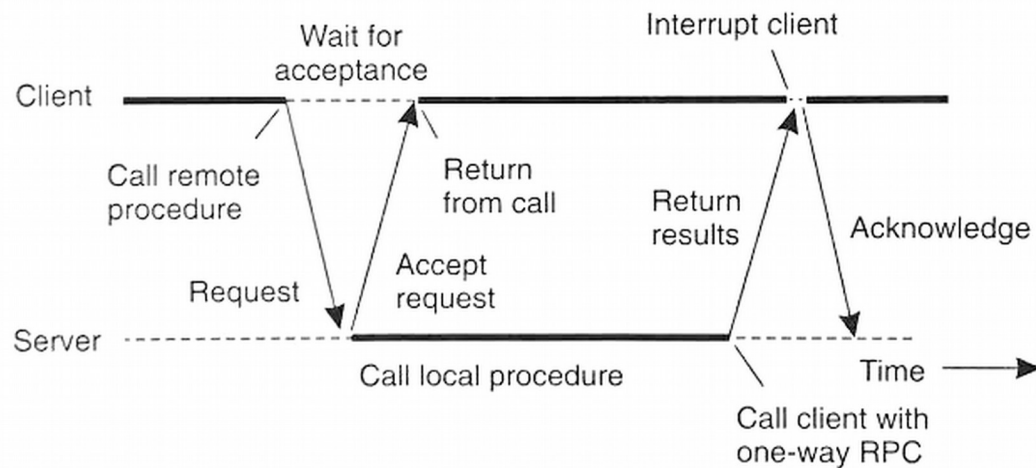 Wait for
acceptance
Interrupt client
Client
Call remote
procedure
Return
from call
Return
results
Acknowledge
Request
Accept
request
Server
Call local procedure
Time
Call client with
one-way RPC